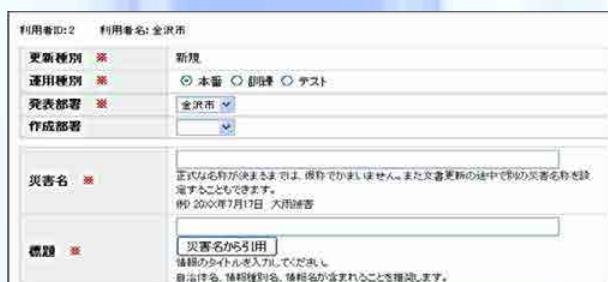 利用者ID:2 利用者名:金沢市
更新種別 ※ 新規
運用種別 ※ 本番 訓練 テスト
発表部署 ※ 金沢市
作成部署
災害名 ※
正式な名称が決まるまでは、仮称でかまいません。また文書更新の途中で別の災害名称を設
定することもできます。
例) 20XX年7月17日 大雨被害
標題 ※
災害名から引用
情報のタイトルを入力してください。
自治体名、情報種別名、情報名が含まれることを推奨します。